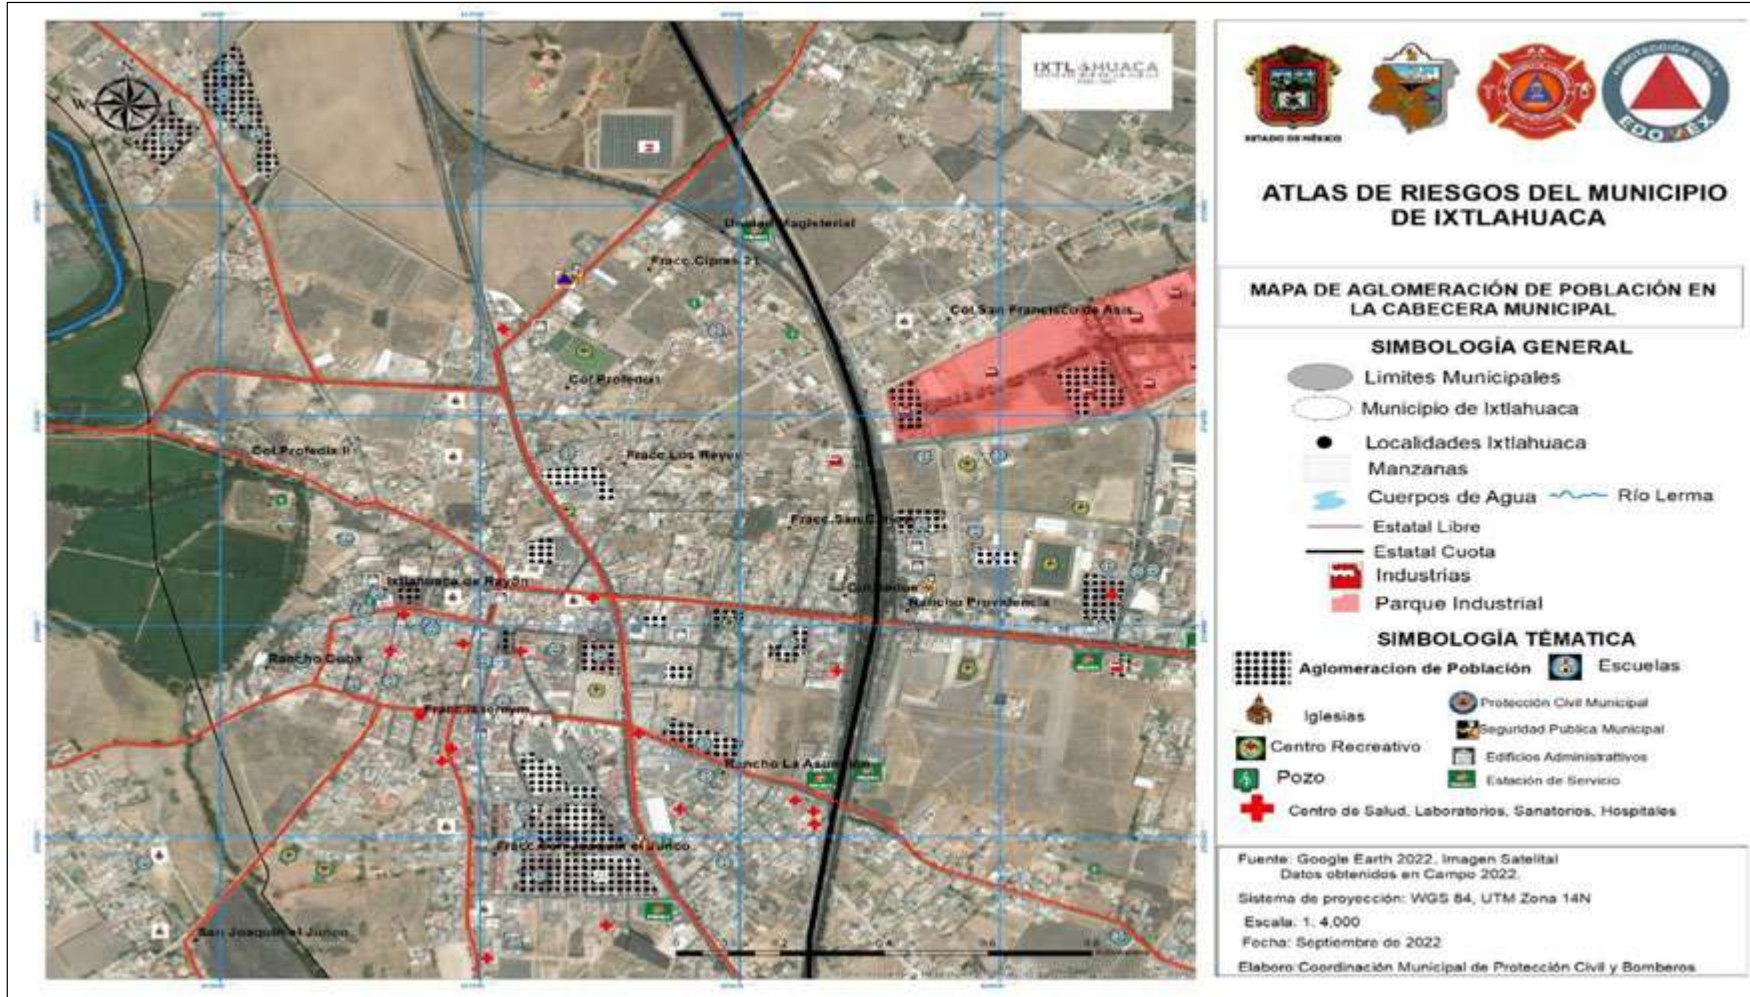 IXTLAHUACA
Unidad Magisterial
Fracc.Cipres 21
Col.San Francisco de Asis
Col.Profedixi
Col.Profedix II
Fracc.Los Reyes
Ixtlahuaca de Rayón
Rancho Providencia
Rancho Cuba
Rancho La Asunción
San Joaquin el Junco
ESTADO DE MÉXICO
PROTECCIÓN CIVIL
EDOMÉX
ATLAS DE RIESGOS DEL MUNICIPIO
DE IXTLAHUACA
MAPA DE AGLOMERACIÓN DE POBLACIÓN EN
LA CABECERA MUNICIPAL
SIMBOLOGÍA GENERAL
Limites Municipales
Municipio de Ixtlahuaca
Localidades Ixtlahuaca
Manzanas
Cuerpos de Agua
Río Lerma
Estatal Libre
Estatal Cuota
Industrias
Parque Industrial
SIMBOLOGÍA TÉMATICA
Aglomeracion de Población
Escuelas
Iglesias
Protección Civil Municipal
Seguridad Publica Municipal
Centro Recreativo
Edificios Administrattivos
Pozo
Estación de Servicio
Centro de Salud, Laboratorios, Sanatorios, Hospitales
Fuente: Google Earth 2022. Imagen Satelital
Datos obtenidos en Campo 2022.
Sistema de proyección: WGS 84, UTM Zona 14N
Escala. 1: 4,000
Fecha: Septiembre de 2022
Elaboro:Coordinación Municipal de Protección Civil y Bomberos